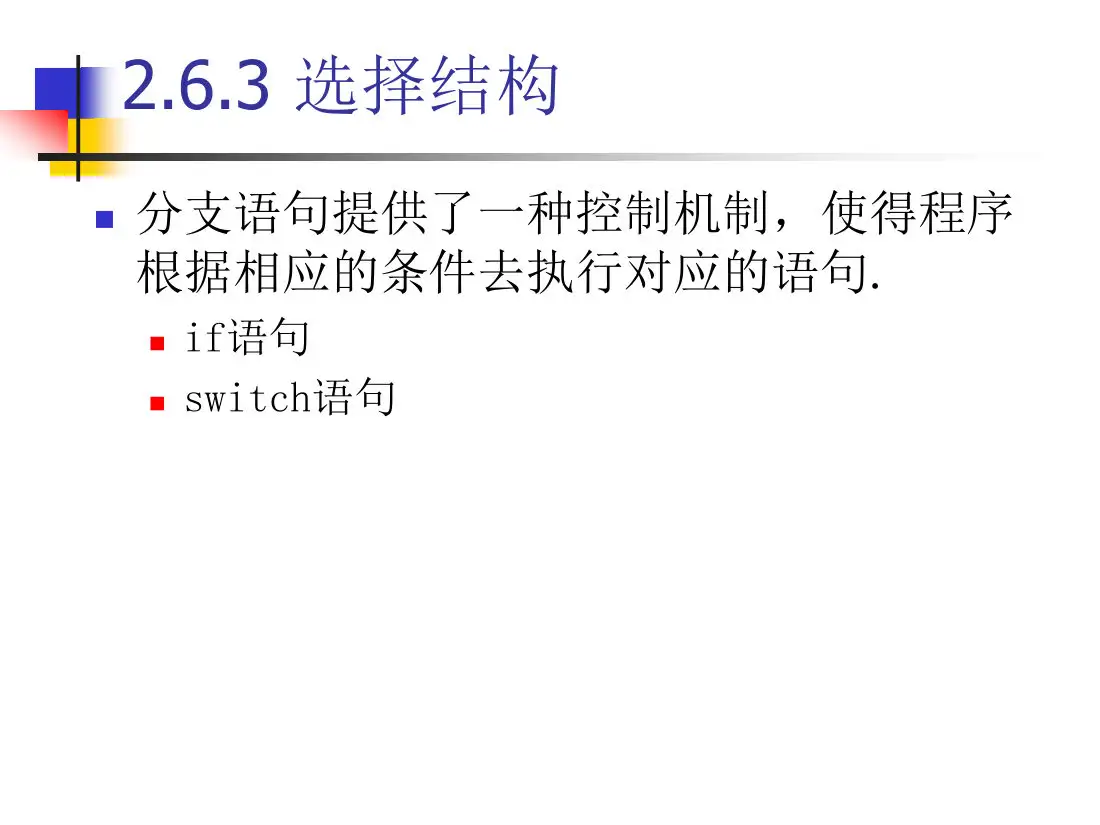 2.6.3 选择结构
分支语句提供了一种控制机制，使得程序
根据相应的条件去执行对应的语句.
if语句
switch语句